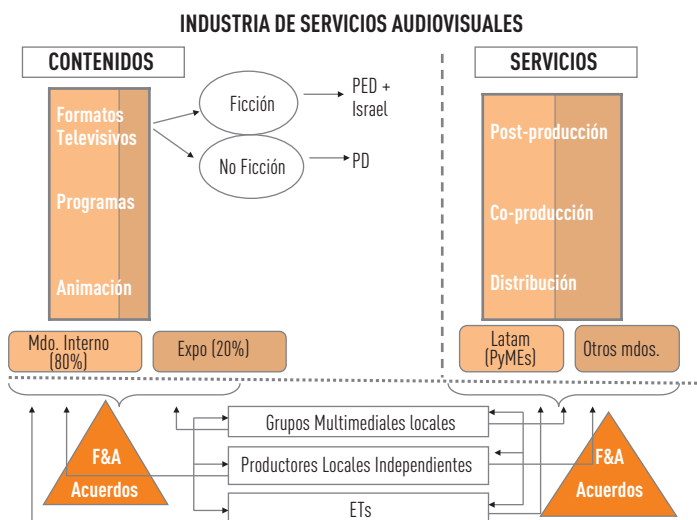 INDUSTRIA DE SERVICIOS AUDIOVISUALES
CONTENIDOS
Formatos
Televisivos
Programas
Animación
Ficción
No Ficción
PED +
Israel
PD
Mdo. Interno
(80%)
Expo (20%)
SERVICIOS
Post-producción
Co-producción
Distribución
Latam
(PyMEs)
Otros mdos.
F&A
Acuerdos
Grupos Multimediales locales
Productores Locales Independientes
ETs
F&A
Acuerdos